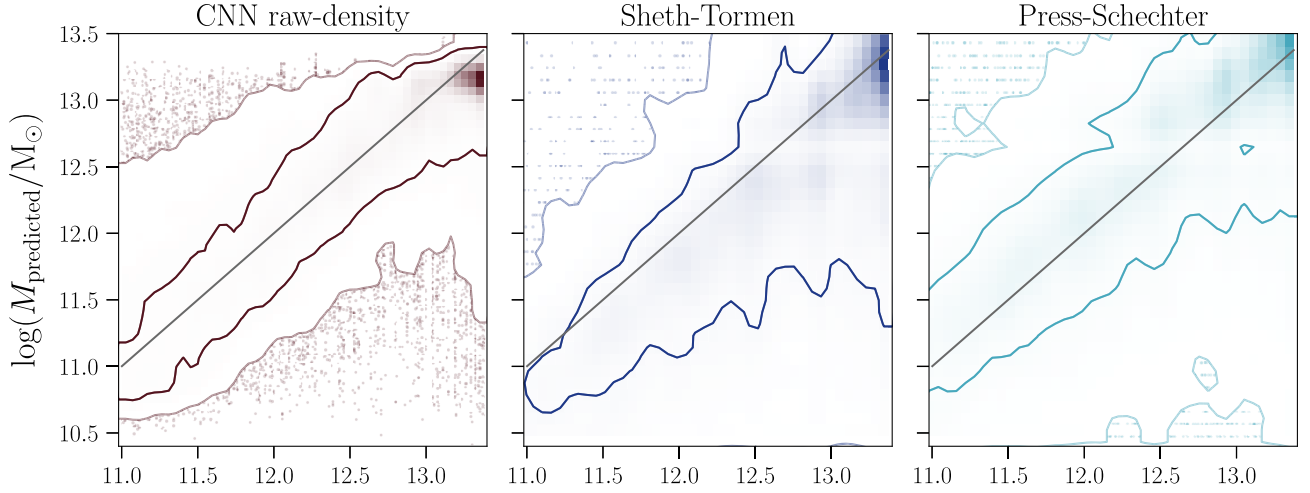 CNN raw-density Sheth-Tormen Press-Schechter
log(M_predicted/M_⊙)
13.5
13.0
12.5
12.0
11.5
11.0
10.5
11.0 11.5 12.0 12.5 13.0 11.0 11.5 12.0 12.5 13.0 11.0 11.5 12.0 12.5 13.0